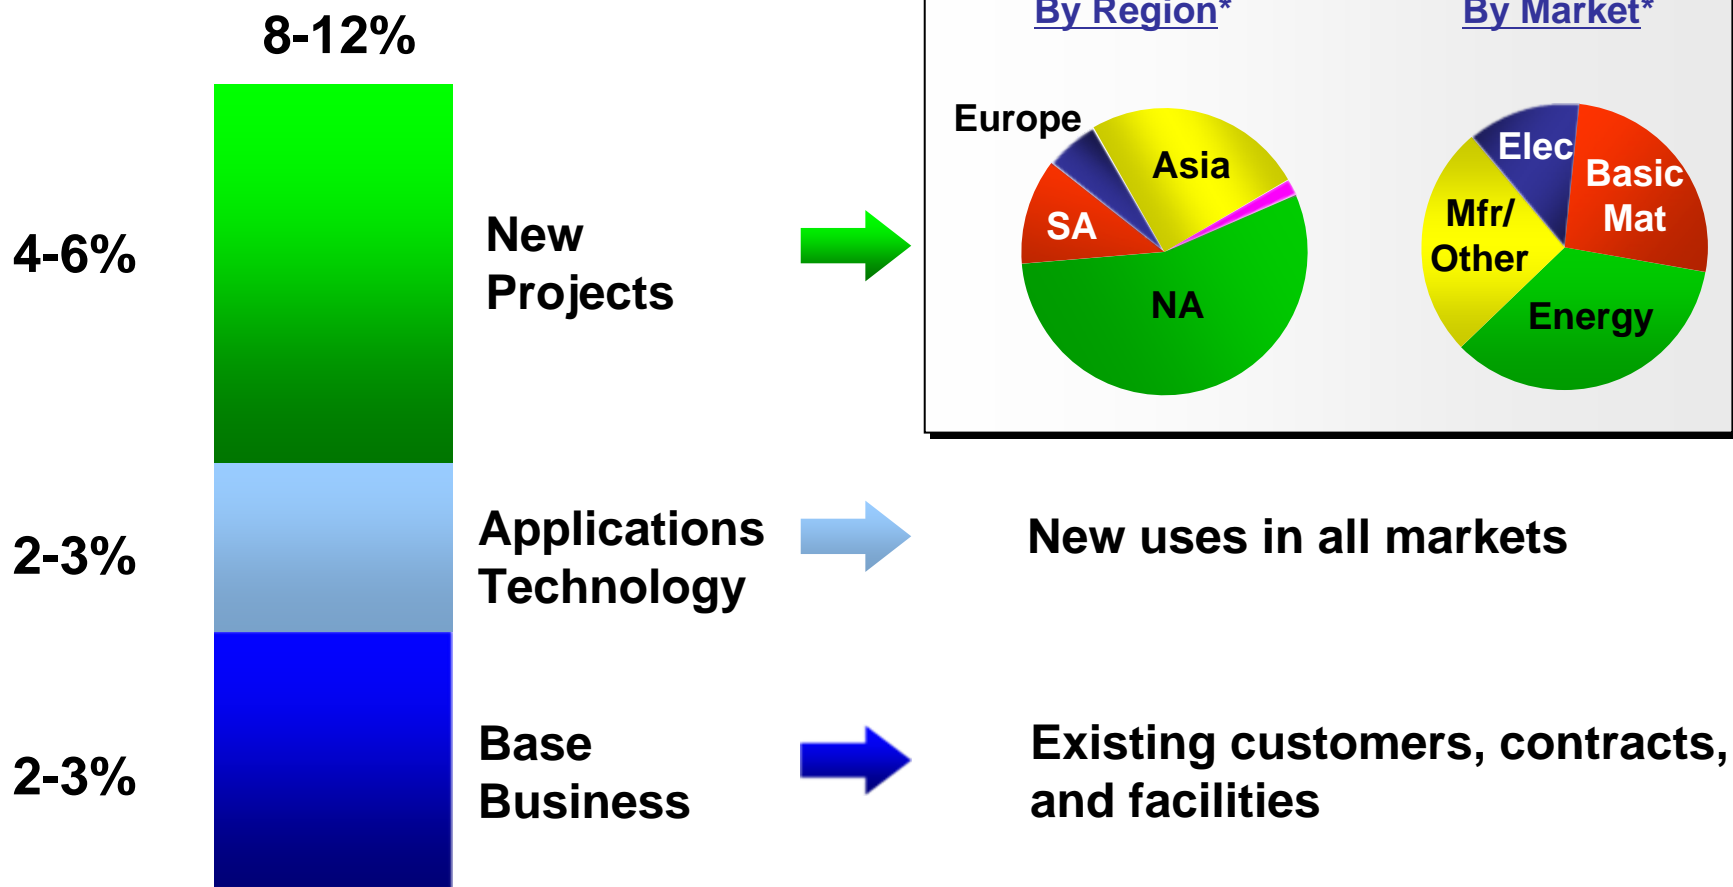 8-12%
By Region*
By Market*
Europe
Asia
SA
NA
Elec
Basic
Mat
Mfr/
Other
Energy
4-6%
New
Projects
2-3%
Applications
Technology
New uses in all markets
2-3%
Base
Business
Existing customers, contracts,
and facilities